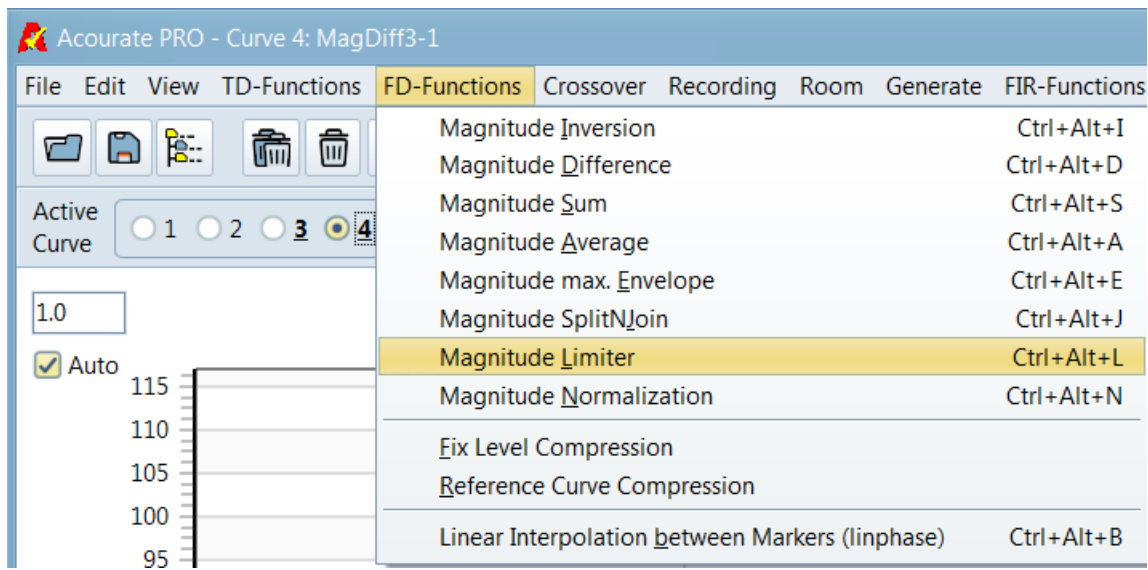 Acourate PRO - Curve 4: MagDiff3-1
File Edit View TD-Functions FD-Functions Crossover Recording Room Generate FIR-Functions
Magnitude Inversion Ctrl+Alt+I
Magnitude Difference Ctrl+Alt+D
Magnitude Sum Ctrl+Alt+S
Magnitude Average Ctrl+Alt+A
Magnitude max. Envelope Ctrl+Alt+E
Magnitude SplitNJoin Ctrl+Alt+J
Magnitude Limiter Ctrl+Alt+L
Magnitude Normalization Ctrl+Alt+N
Fix Level Compression
Reference Curve Compression
Linear Interpolation between Markers (linphase) Ctrl+Alt+B
Active
Curve
1 2 3 4
1.0
Auto
115
110
105
100
95